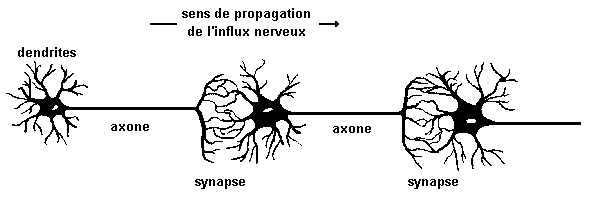 sens de propagation
de l'influx nerveux
dendrites
axone
axone
synapse
synapse